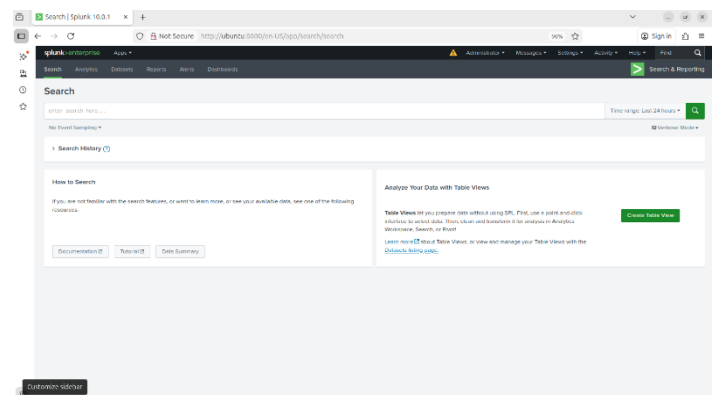 Search | Splunk 10.0.1
Not Secure http://ubuntu:8000/en-US/app/search/search
90%
Sign in
splunk>enterprise Apps
Administrator Messages Settings Activity Help Find
Search Analytics Datasets Reports Alerts Dashboards
Search & Reporting
Search
enter search here...
Time range: Last 24 hours
No Event Sampling
Verbose Mode
Search History (?)
How to Search
If you are not familiar with the search features, or want to learn more, or see your available data, see one of the following
resources.
Documentation
Tutorial
Data Summary
Analyze Your Data with Table Views
Table Views let you prepare data without using SPL. First, use a point-and-click
interface to select data. Then, clean and transform it for analysis in Analytics
Workspace, Search, or Pivot!
Learn more about Table Views, or view and manage your Table Views with the
Datasets listing page.
Create Table View
Customize sidebar